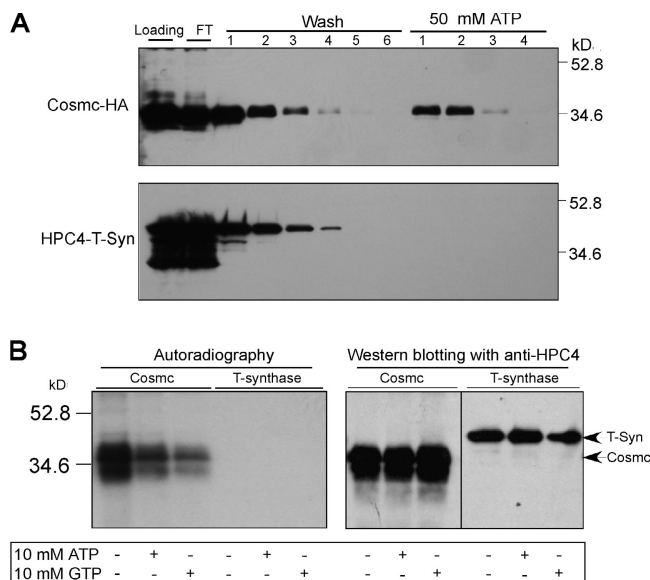 A
Loading FT Wash 50 mM ATP
1 2 3 4 5 6 1 2 3 4 kD
52.8
Cosmc-HA
34.6
52.8
HPC4-T-Syn
34.6
B
Autoradiography Western blotting with anti-HPC4
kD Cosmc T-synthase Cosmc T-synthase
52.8
T-Syn
Cosmc
34.6
10 mM ATP - + - - + - - + - - + -
10 mM GTP - - + - - + - - + - - +